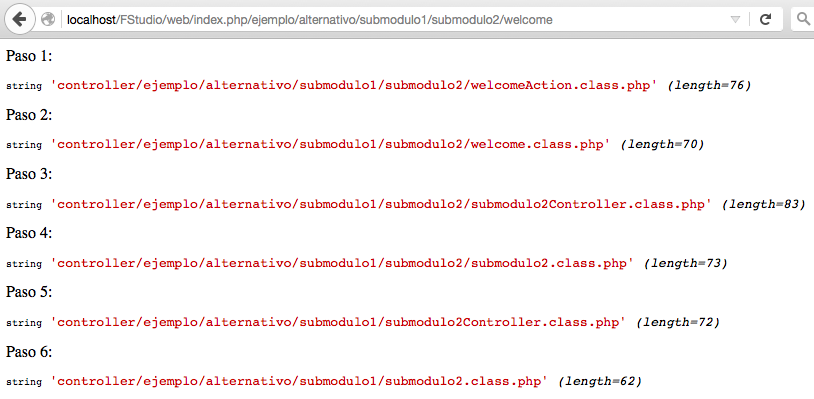 localhost/FStudio/web/index.php/ejemplo/alternativo/submodulo1/submodulo2/welcome
Paso 1:
string 'controller/ejemplo/alternativo/submodulo1/submodulo2/welcomeAction.class.php' (length=76)
Paso 2:
string 'controller/ejemplo/alternativo/submodulo1/submodulo2/welcome.class.php' (length=70)
Paso 3:
string 'controller/ejemplo/alternativo/submodulo1/submodulo2/submodulo2Controller.class.php' (length=83)
Paso 4:
string 'controller/ejemplo/alternativo/submodulo1/submodulo2/submodulo2.class.php' (length=73)
Paso 5:
string 'controller/ejemplo/alternativo/submodulo1/submodulo2Controller.class.php' (length=72)
Paso 6:
string 'controller/ejemplo/alternativo/submodulo1/submodulo2.class.php' (length=62)